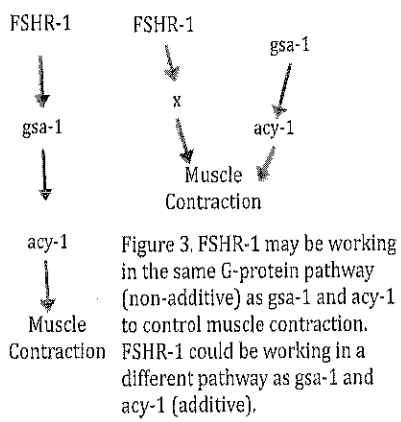 FSHR-1
gsa-1
acy-1
Muscle
Contraction
FSHR-1
x
gsa-1
acy-1
Muscle
Contraction
Figure 3. FSHR-1 may be working
in the same G-protein pathway
(non-additive) as gsa-1 and acy-1
to control muscle contraction.
FSHR-1 could be working in a
different pathway as gsa-1 and
acy-1 (additive).